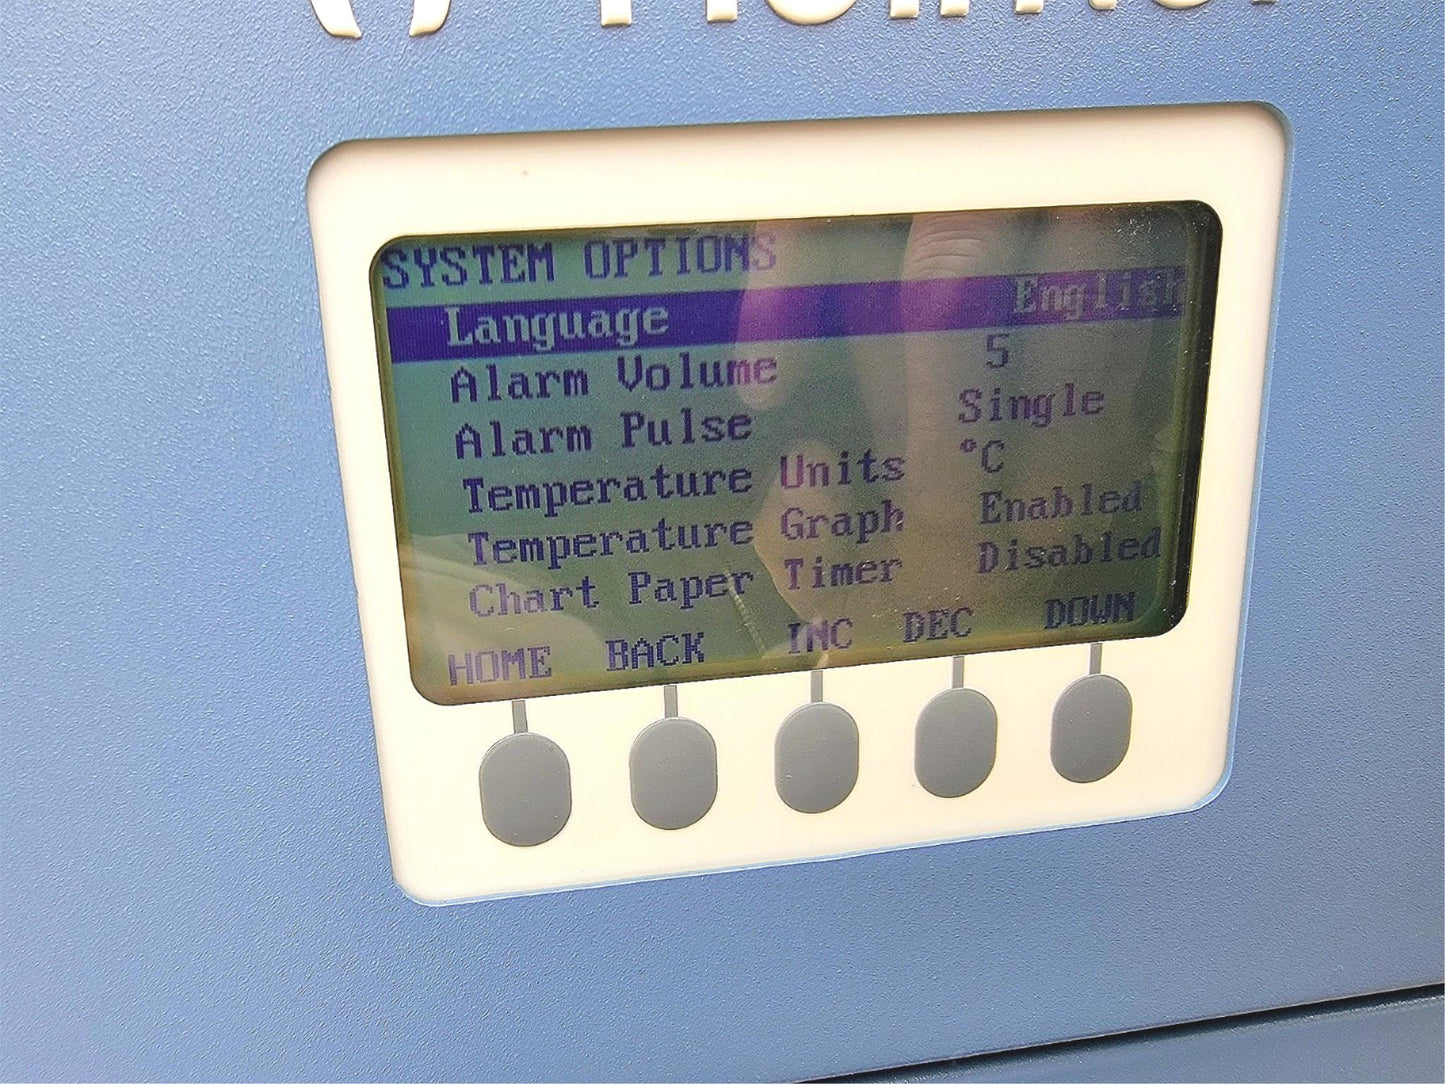 SYSTEM OPTIONS
Language English
Alarm Volume 5
Alarm Pulse Single
Temperature Units °C
Temperature Graph Enabled
Chart Paper Timer Disabled
HOME BACK INC DEC DOWN